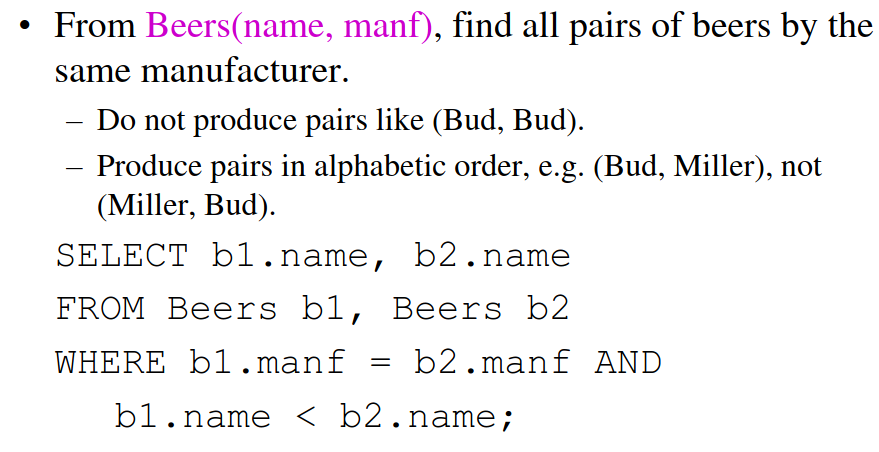 • From Beers(name, manf), find all pairs of beers by the
same manufacturer.
– Do not produce pairs like (Bud, Bud).
– Produce pairs in alphabetic order, e.g. (Bud, Miller), not
(Miller, Bud).
SELECT b1.name, b2.name
FROM Beers b1, Beers b2
WHERE b1.manf = b2.manf AND
b1.name < b2.name;